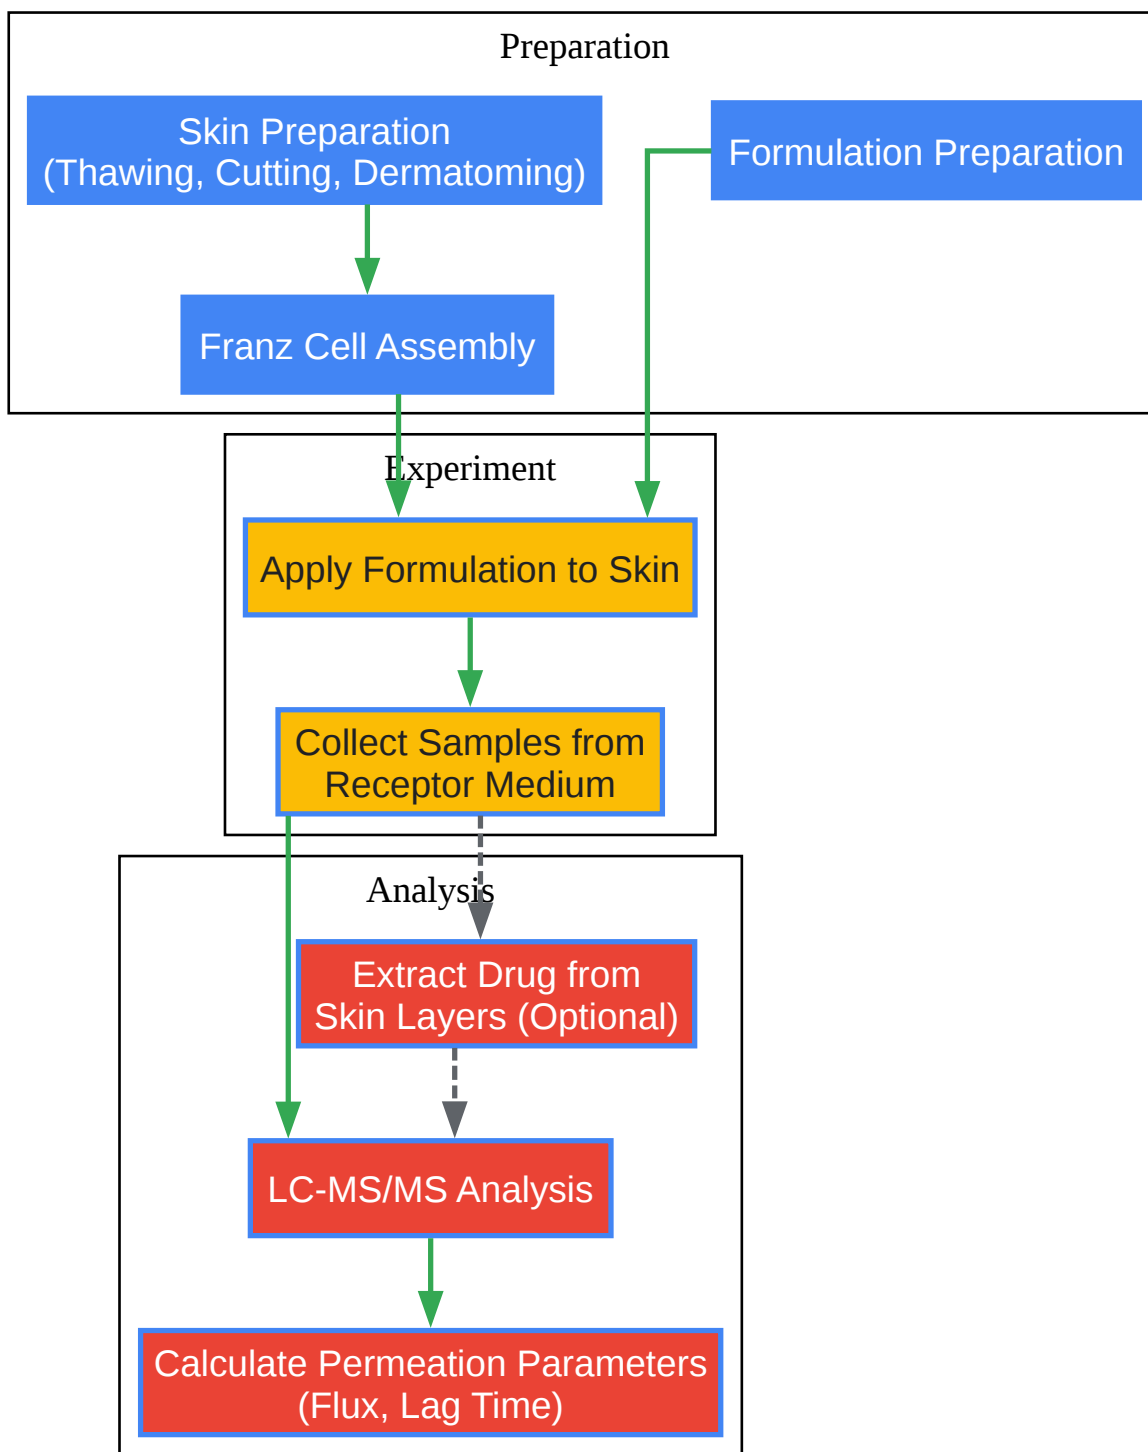 Preparation
Skin Preparation
(Thawing, Cutting, Dermatoming)
Formulation Preparation
Franz Cell Assembly
Experiment
Apply Formulation to Skin
Collect Samples from
Receptor Medium
Analysis
Extract Drug from
Skin Layers (Optional)
LC-MS/MS Analysis
Calculate Permeation Parameters
(Flux, Lag Time)